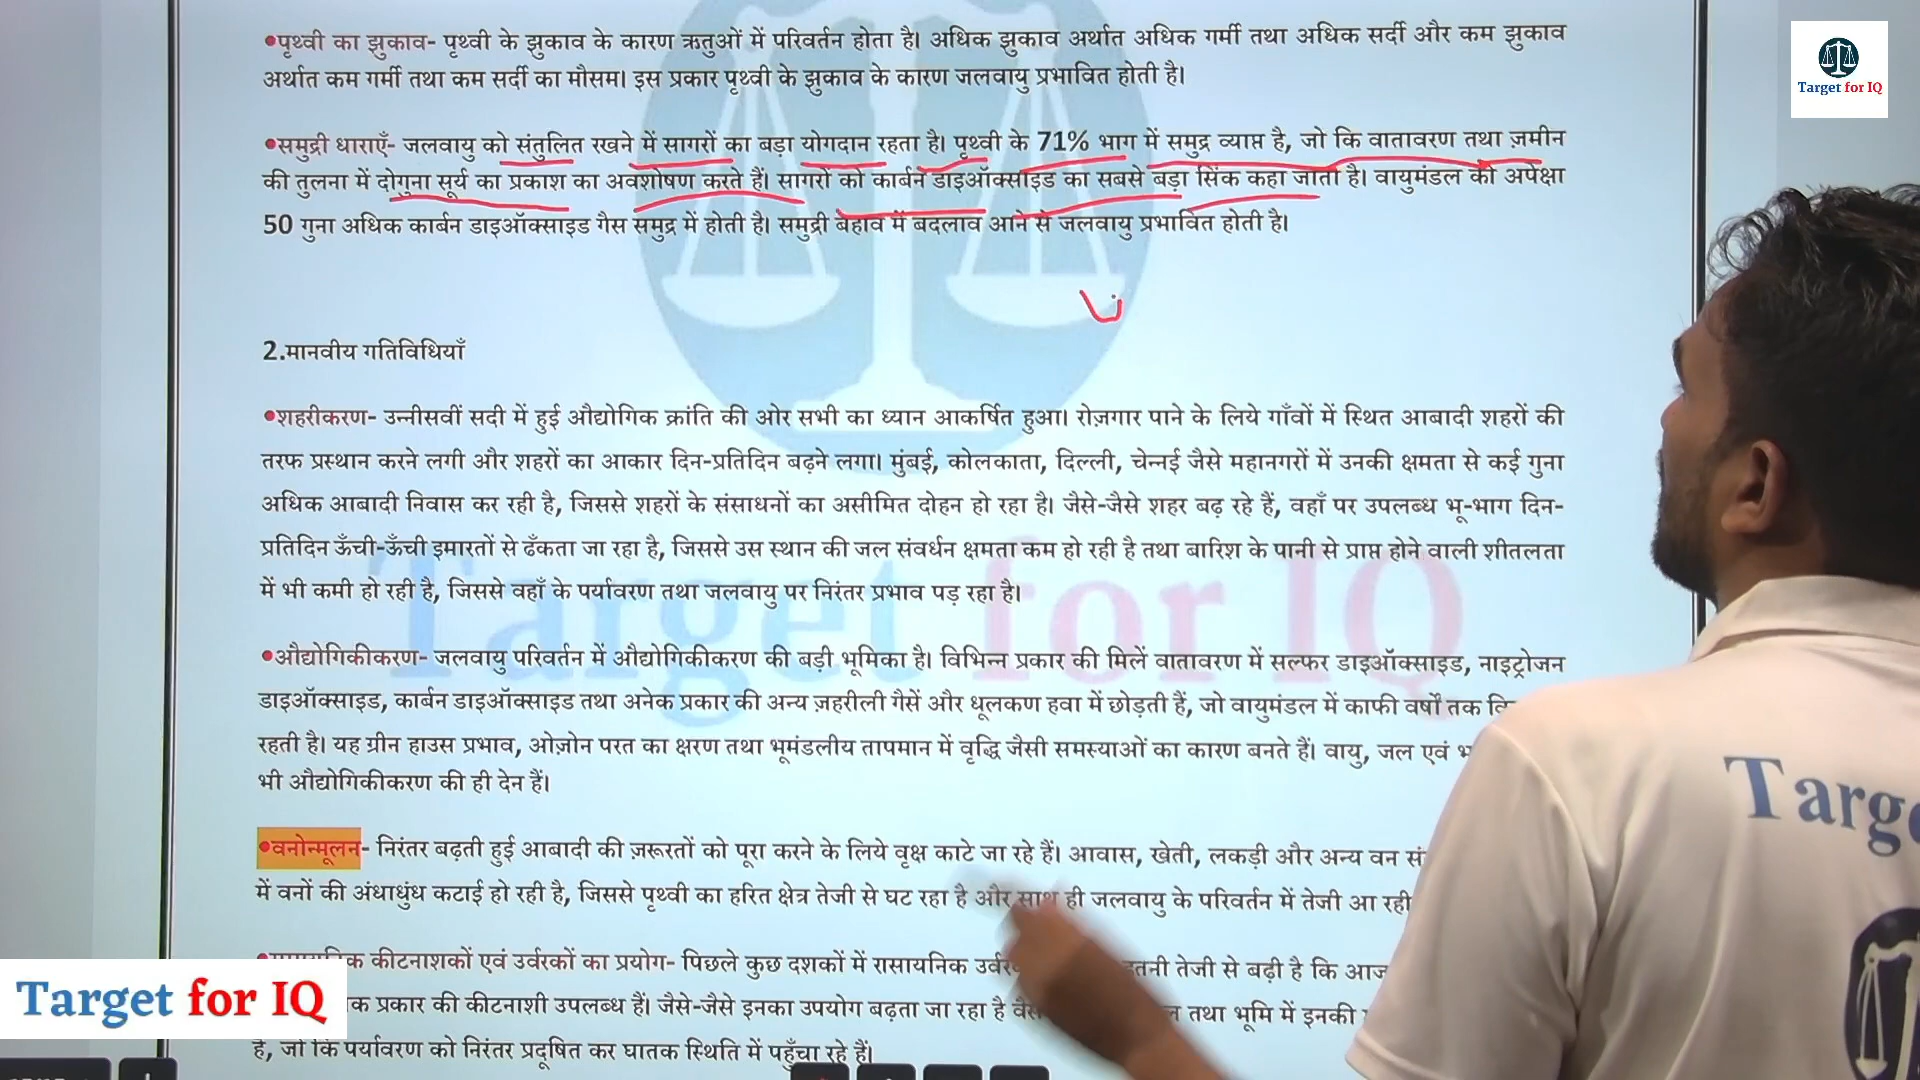 •पृथ्वी का झुकाव- पृथ्वी के झुकाव के कारण ऋतुओं में परिवर्तन होता है। अधिक झुकाव अर्थात अधिक गर्मी तथा अधिक सर्दी और कम झुकाव
अर्थात कम गर्मी तथा कम सर्दी का मौसम। इस प्रकार पृथ्वी के झुकाव के कारण जलवायु प्रभावित होती है।
Target for IQ
•समुद्री धाराएँ- जलवायु को संतुलित रखने में सागरों का बड़ा योगदान रहता है। पृथ्वी के 71% भाग में समुद्र व्याप्त है, जो कि वातावरण तथा ज़मीन
की तुलना में दोगुना सूर्य का प्रकाश का अवशोषण करते हैं। सागरों को कार्बन डाइऑक्साइड का सबसे बड़ा सिंक कहा जाता है। वायुमंडल की अपेक्षा
50 गुना अधिक कार्बन डाइऑक्साइड गैस समुद्र में होती है। समुद्री बहाव में बदलाव आने से जलवायु प्रभावित होती है।
2.मानवीय गतिविधियाँ
•शहरीकरण- उन्नीसवीं सदी में हुई औद्योगिक क्रांति की ओर सभी का ध्यान आकर्षित हुआ। रोज़गार पाने के लिये गाँवों में स्थित आबादी शहरों की
तरफ प्रस्थान करने लगी और शहरों का आकार दिन-प्रतिदिन बढ़ने लगा। मुंबई, कोलकाता, दिल्ली, चेन्नई जैसे महानगरों में उनकी क्षमता से कई गुना
अधिक आबादी निवास कर रही है, जिससे शहरों के संसाधनों का असीमित दोहन हो रहा है। जैसे-जैसे शहर बढ़ रहे हैं, वहाँ पर उपलब्ध भू-भाग दिन-
प्रतिदिन ऊँची-ऊँची इमारतों से ढँकता जा रहा है, जिससे उस स्थान की जल संवर्धन क्षमता कम हो रही है तथा बारिश के पानी से प्राप्त होने वाली शीतलता
में भी कमी हो रही है, जिससे वहाँ के पर्यावरण तथा जलवायु पर निरंतर प्रभाव पड़ रहा है।
Target for IQ
•औद्योगिकीकरण- जलवायु परिवर्तन में औद्योगिकीकरण की बड़ी भूमिका है। विभिन्न प्रकार की मिलें वातावरण में सल्फर डाइऑक्साइड, नाइट्रोजन
डाइऑक्साइड, कार्बन डाइऑक्साइड तथा अनेक प्रकार की अन्य ज़हरीली गैसें और धूलकण हवा में छोड़ती हैं, जो वायुमंडल में काफी वर्षों तक
रहती है। यह ग्रीन हाउस प्रभाव, ओज़ोन परत का क्षरण तथा भूमंडलीय तापमान में वृद्धि जैसी समस्याओं का कारण बनते हैं। वायु, जल एवं
भी औद्योगिकीकरण की ही देन हैं।
•वनोन्मूलन- निरंतर बढ़ती हुई आबादी की ज़रूरतों को पूरा करने के लिये वृक्ष काटे जा रहे हैं। आवास, खेती, लकड़ी और अन्य वन
में वनों की अंधाधुंध कटाई हो रही है, जिससे पृथ्वी का हरित क्षेत्र तेजी से घट रहा है और साथ ही जलवायु के परिवर्तन में तेजी आ रही
कीटनाशकों एवं उर्वरकों का प्रयोग- पिछले कुछ दशकों में रासायनिक तेजी से बढ़ी है कि आज
प्रकार की कीटनाशी उपलब्ध हैं। जैसे-जैसे इनका उपयोग बढ़ता जा रहा है तथा भूमि में इनकी
है, जो कि पर्यावरण को निरंतर प्रदूषित कर घातक स्थिति में पहुँचा रहे हैं।
Target for IQ